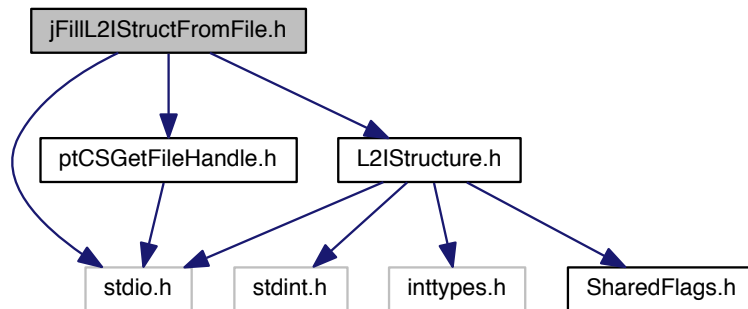 jFillL2IStructFromFile.h
ptCSGetFileHandle.h
L2IStructure.h
stdio.h
stdint.h
inttypes.h
SharedFlags.h